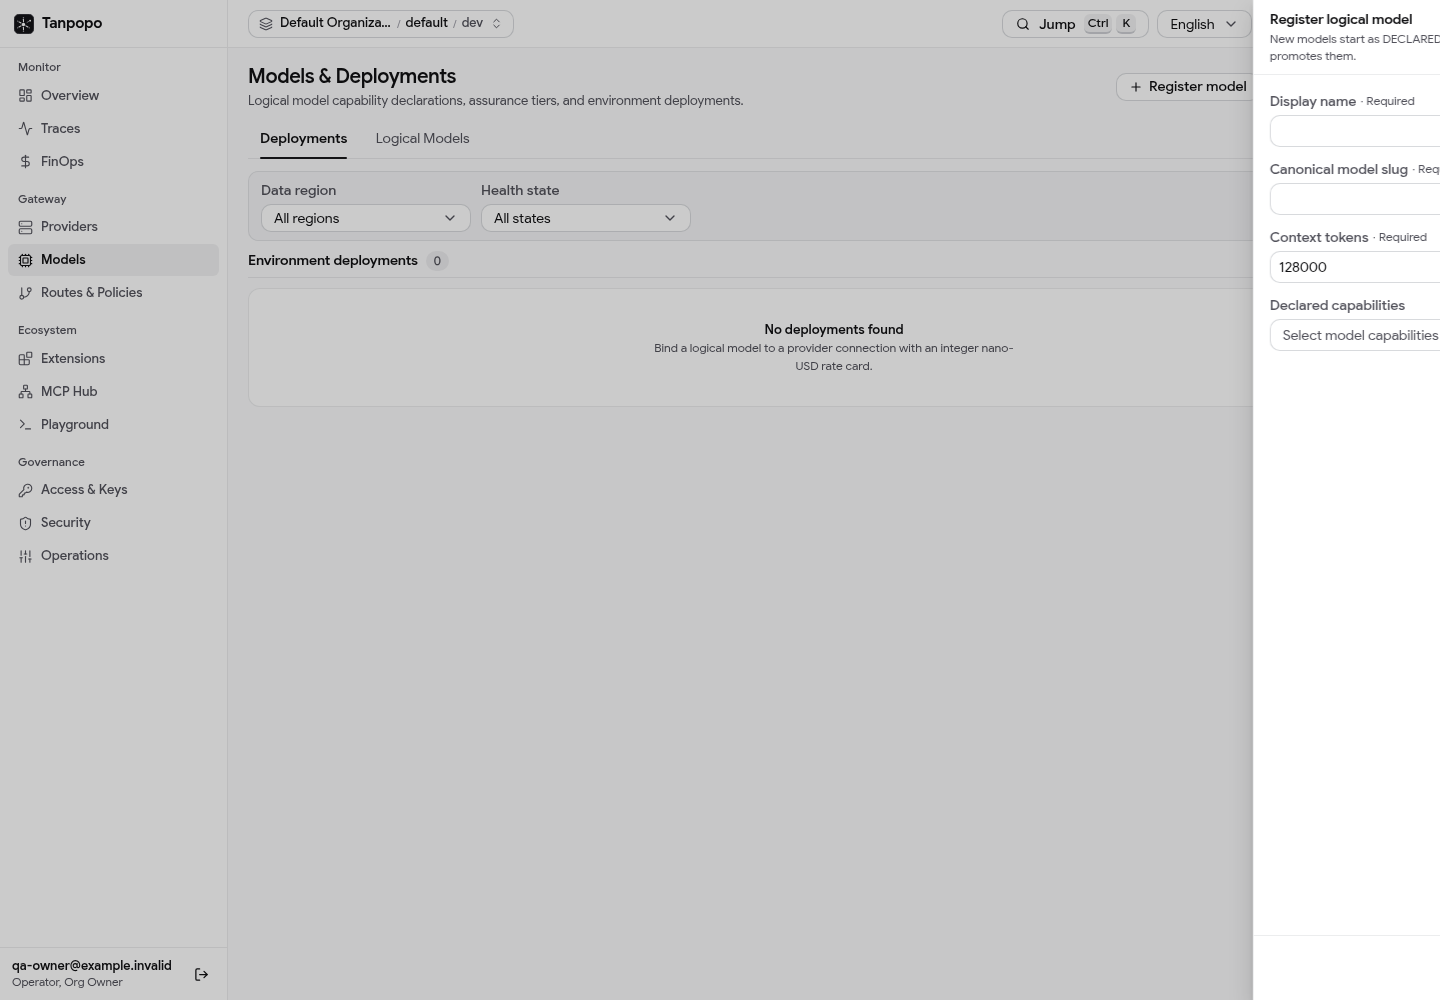 Tanpopo
Monitor
Overview
Traces
FinOps
Gateway
Providers
Models
Routes & Policies
Ecosystem
Extensions
MCP Hub
Playground
Governance
Access & Keys
Security
Operations
qa-owner@example.invalid
Operator, Org Owner
Default Organiza... / default / dev
Jump Ctrl K
English
Models & Deployments
Logical model capability declarations, assurance tiers, and environment deployments.
Register model
Deployments
Logical Models
Data region
All regions
Health state
All states
Environment deployments 0
No deployments found
Bind a logical model to a provider connection with an integer nano-
USD rate card.
Register logical model
New models start as DECLARED
promotes them.
Display name · Required
Canonical model slug · Requ
Context tokens · Required
128000
Declared capabilities
Select model capabilities